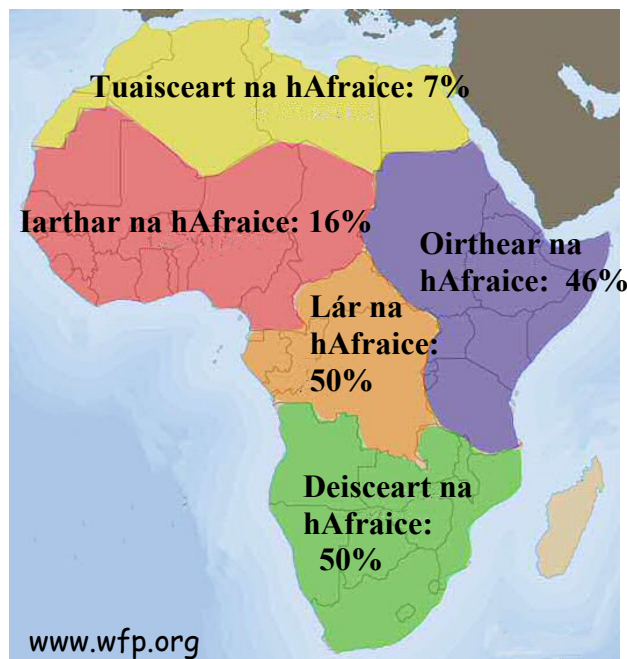 Tuaisceart na hAfraice: 7%
Iarthar na hAfraice: 16%
Oirthear na
hAfraice: 46%
Lár na
hAfraice:
50%
Deisceart na
hAfraice:
50%
www.wfp.org